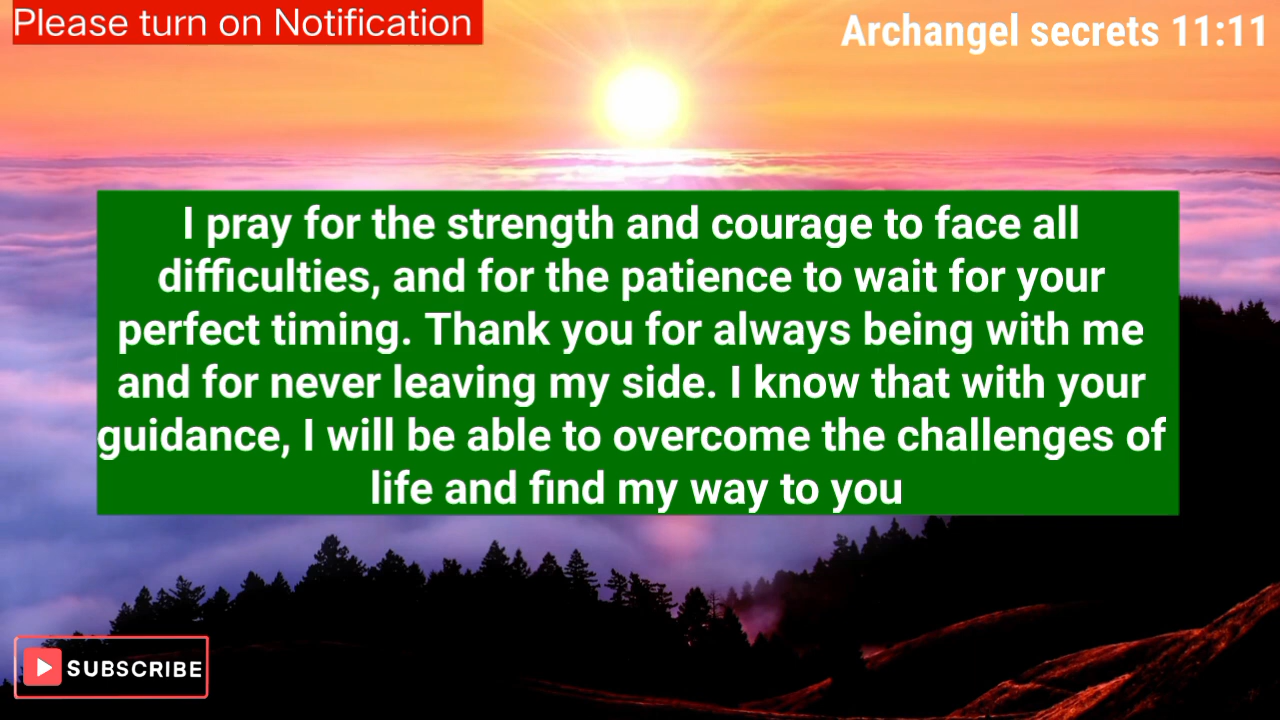 Please turn on Notification
Archangel secrets 11:11
I pray for the strength and courage to face all
difficulties, and for the patience to wait for your
perfect timing. Thank you for always being with me
and for never leaving my side. I know that with your
guidance, I will be able to overcome the challenges of
life and find my way to you
SUBSCRIBE